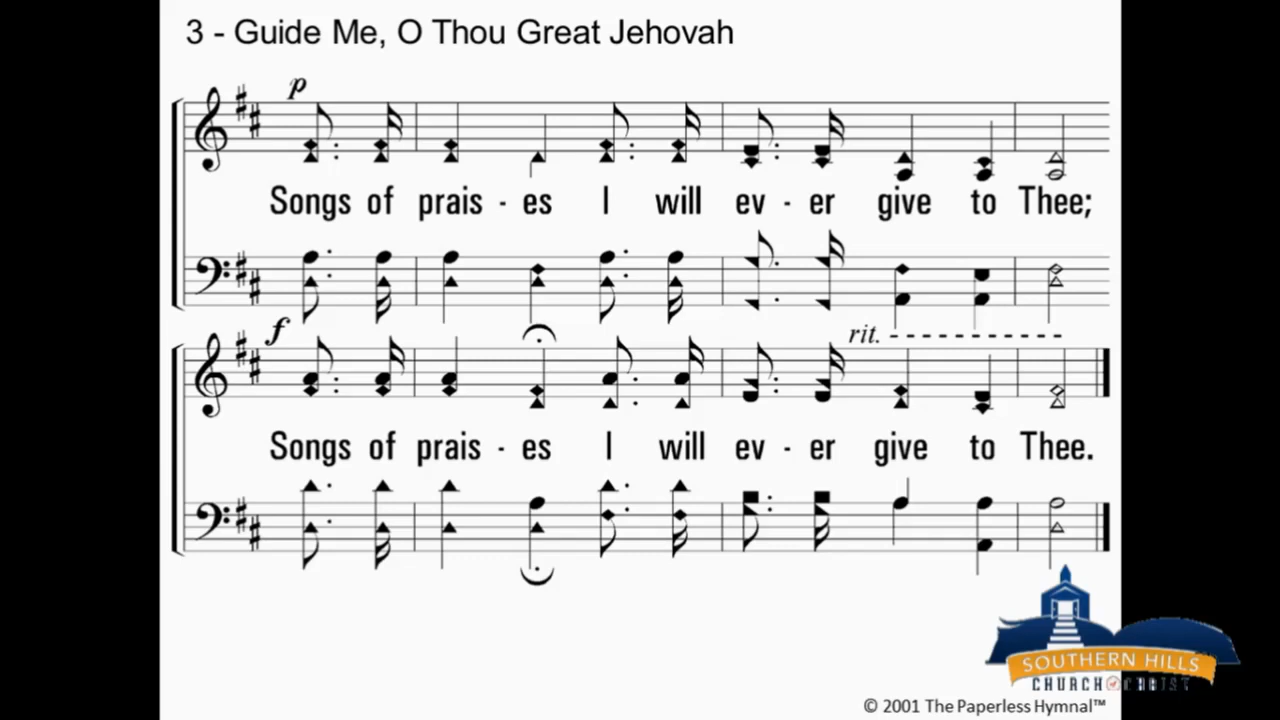 3 - Guide Me, O Thou Great Jehovah
p
Songs of prais - es I will ev - er give to Thee;
f
rit.
Songs of prais - es I will ev - er give to Thee.
SOUTHERN HILLS
CHURCH OF CHRIST
© 2001 The Paperless Hymnal™